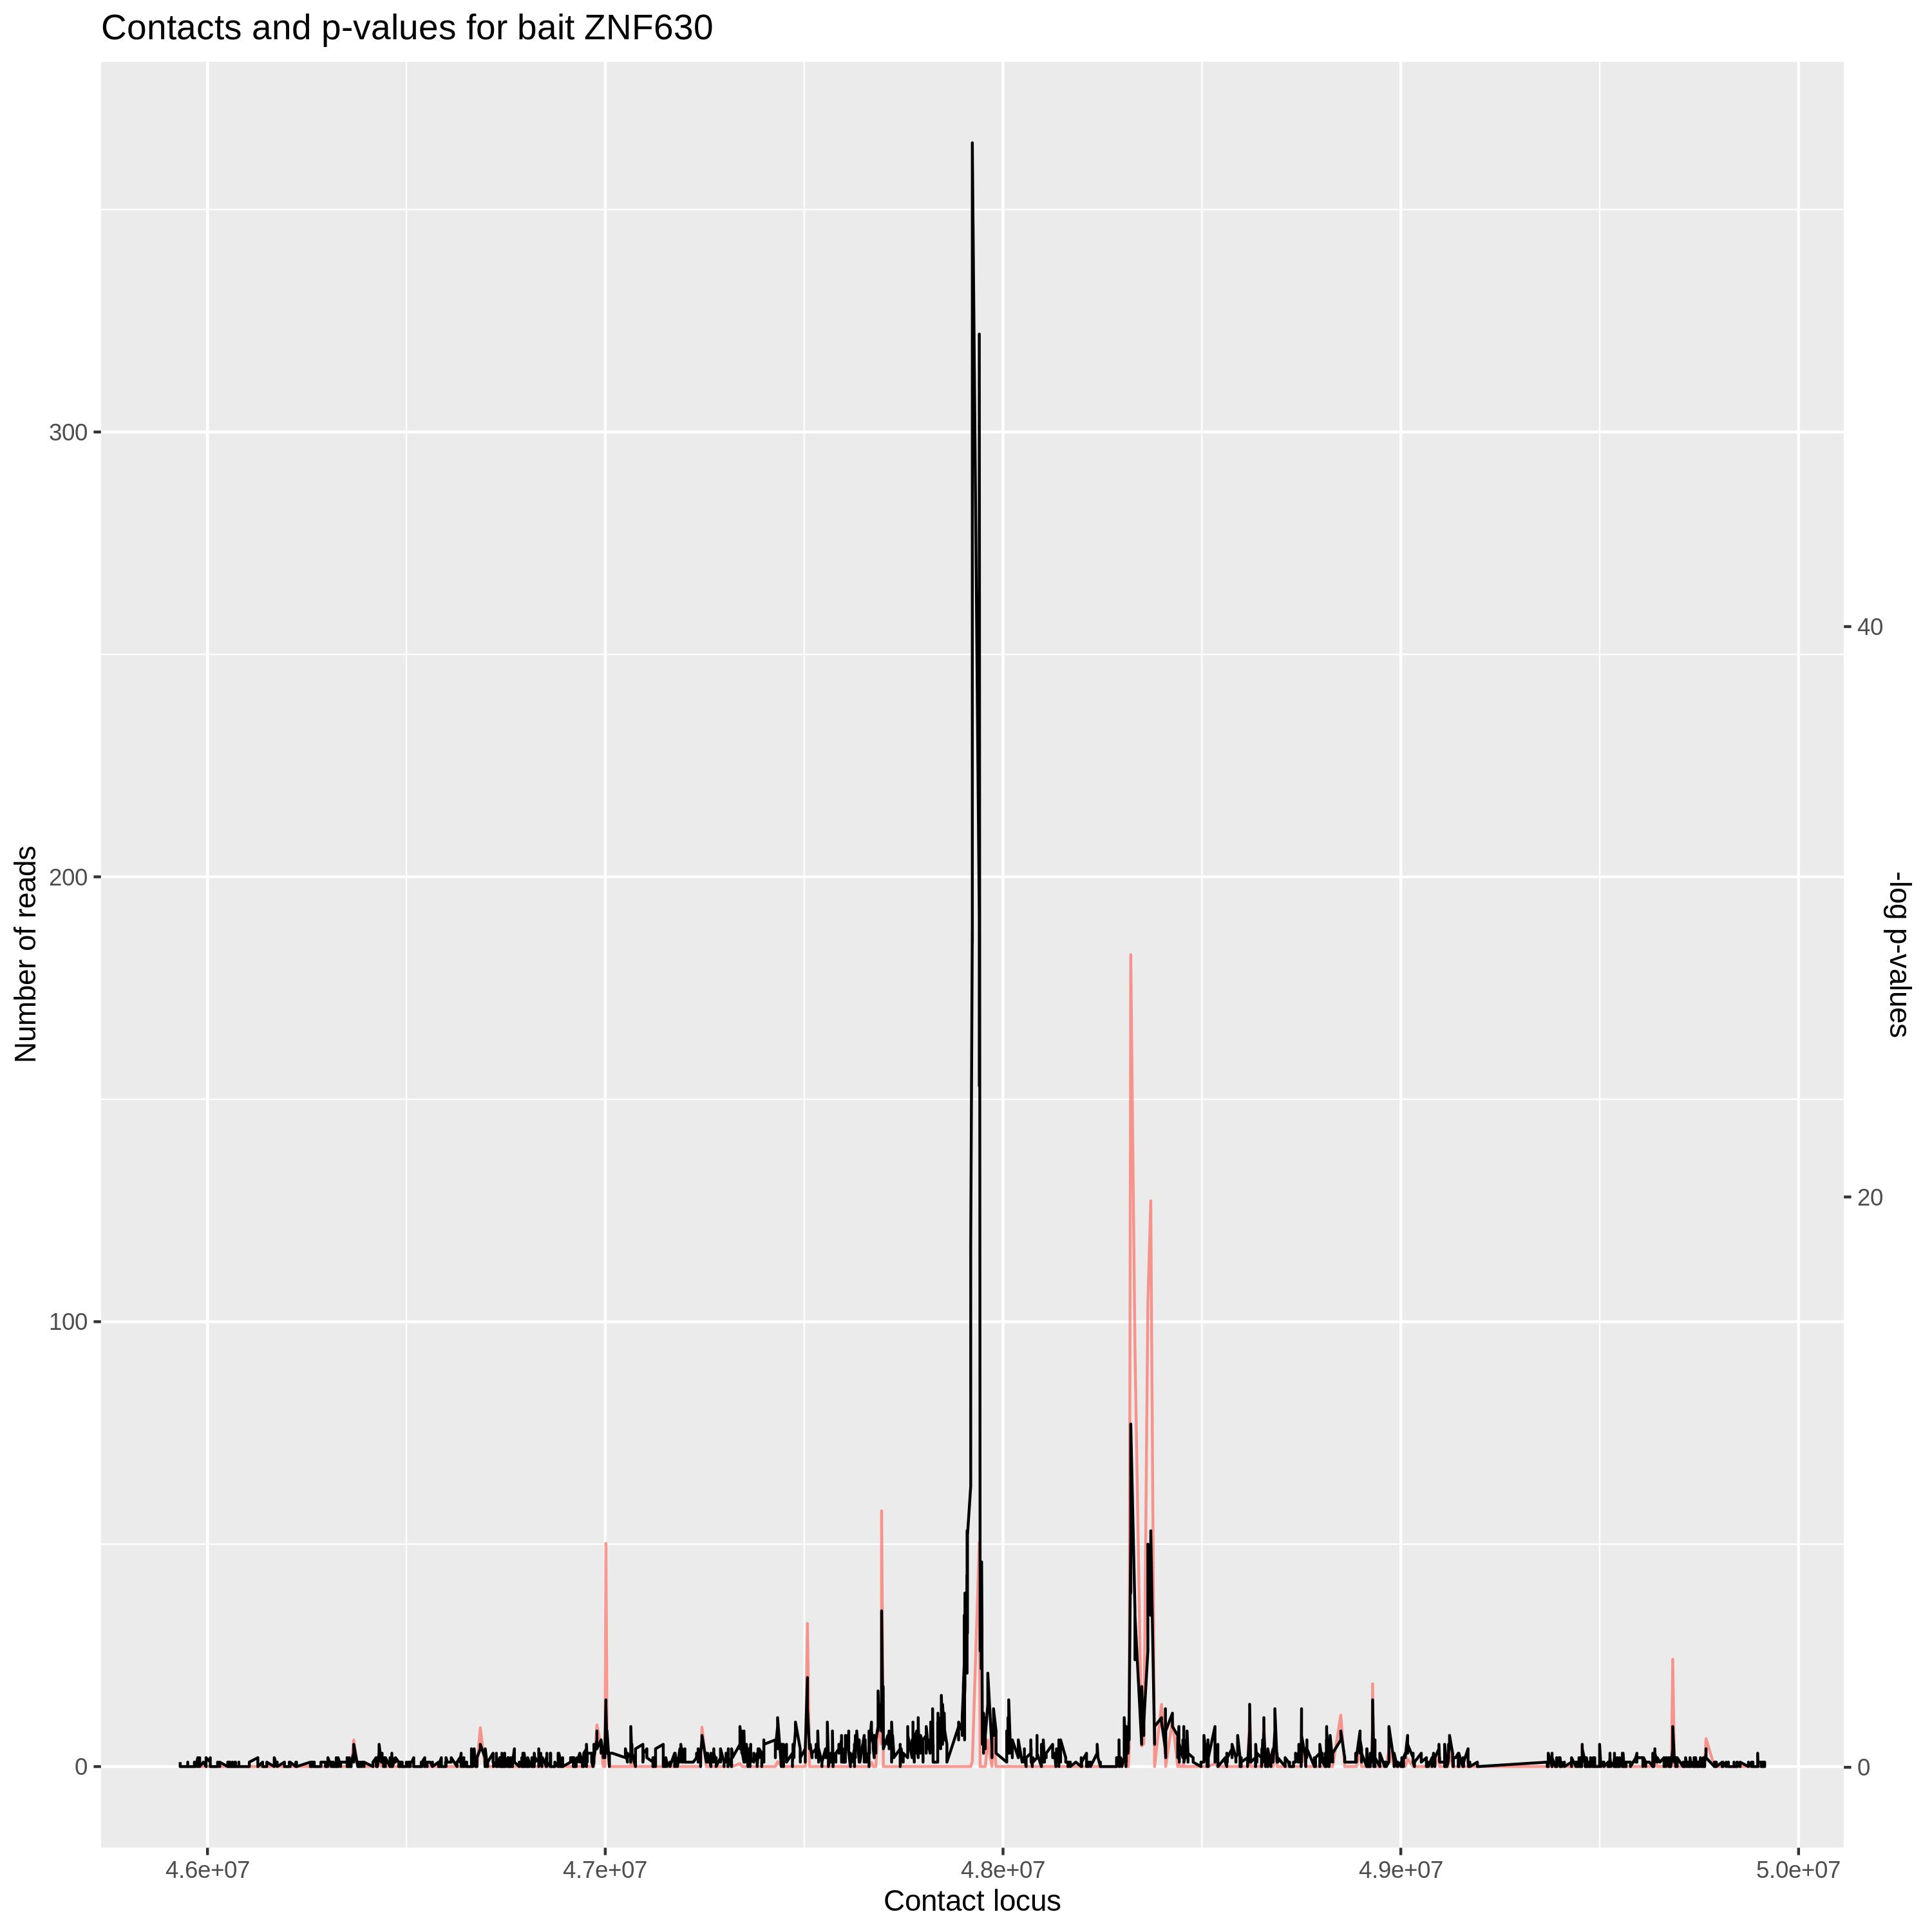 Contacts and p-values for bait ZNF630
Number of reads
300
200
100
0
40
20
0
-log p-values
4.6e+07 4.7e+07 4.8e+07 4.9e+07 5.0e+07
Contact locus